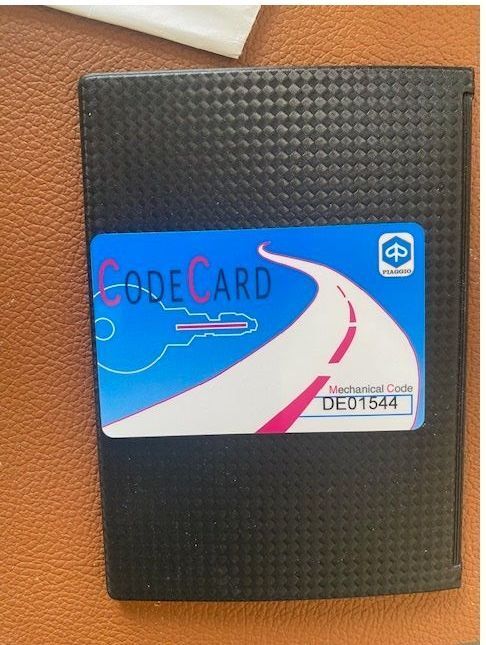 CODECARD
PIAGGIO
Mechanical Code
DE01544